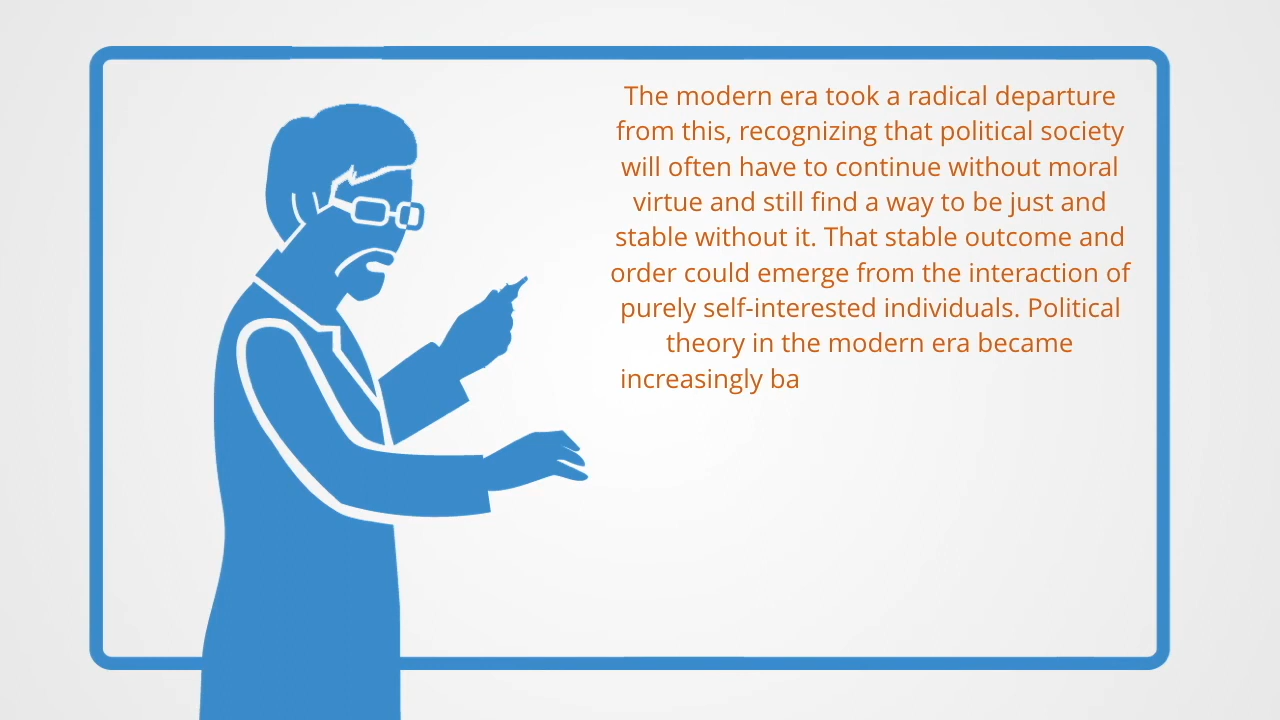 The modern era took a radical departure
from this, recognizing that political society
will often have to continue without moral
virtue and still find a way to be just and
stable without it. That stable outcome and
order could emerge from the interaction of
purely self-interested individuals. Political
theory in the modern era became
increasingly ba